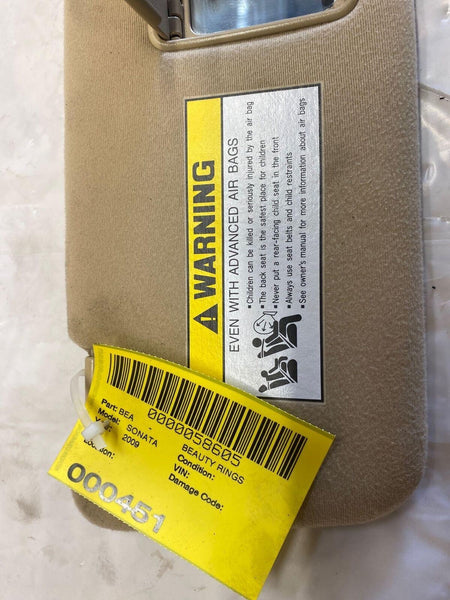 WARNING
EVEN WITH ADVANCED AIR BAGS
Children can be killed or seriously injured by the air bag
The back seat is the safest place for children
Never put a rear-facing child seat in the front
Always use seat belts and child restraints
See owner's manual for more information about air bags
0000058605
Part: BEA - BEAUTY RINGS
Model: SONATA Condition:
2009 VIN:
Damage Code:
000451